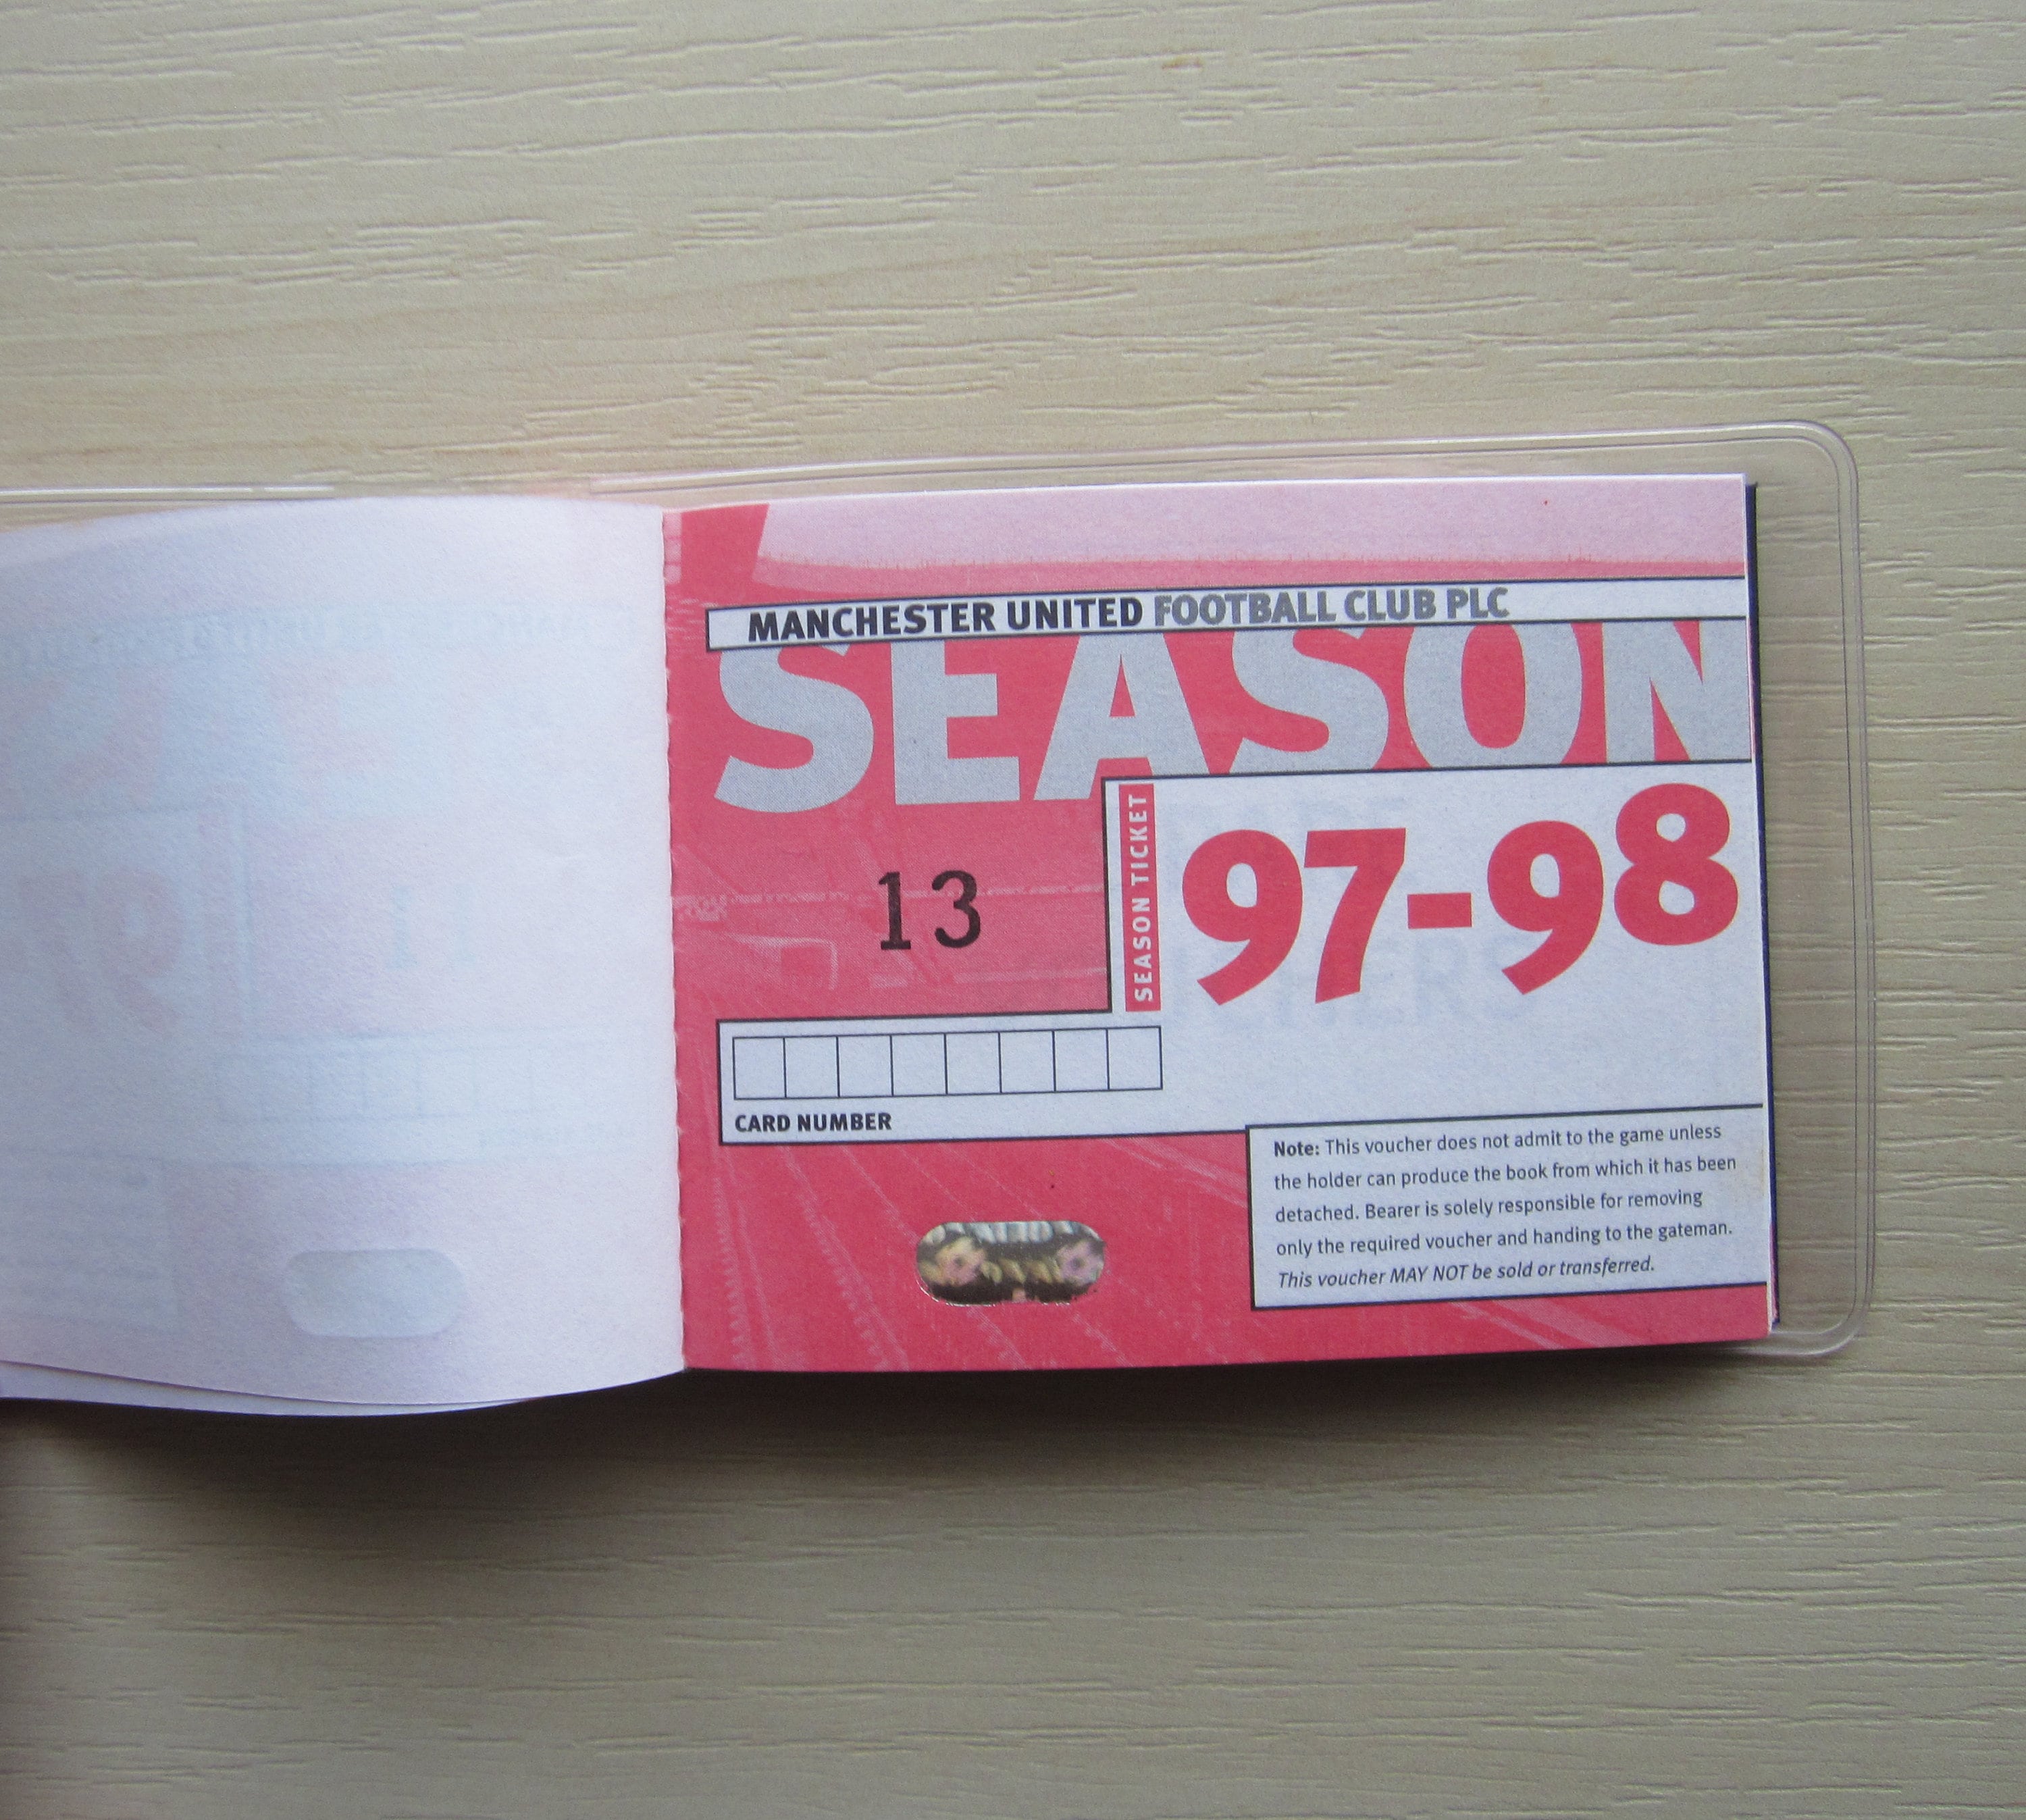 MANCHESTER UNITED FOOTBALL CLUB PLC
SEASON
SEASON TICKET
97-98
13
CARD NUMBER
Note: This voucher does not admit to the game unless
the holder can produce the book from which it has been
detached. Bearer is solely responsible for removing
only the required voucher and handing to the gateman.
This voucher MAY NOT be sold or transferred.